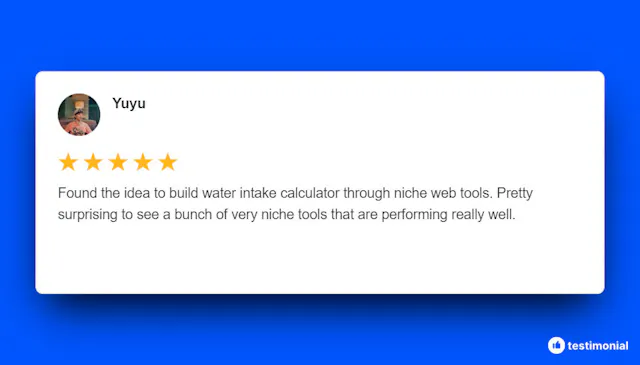 Yuyu
Found the idea to build water intake calculator through niche web tools. Pretty
surprising to see a bunch of very niche tools that are performing really well.
testimonial